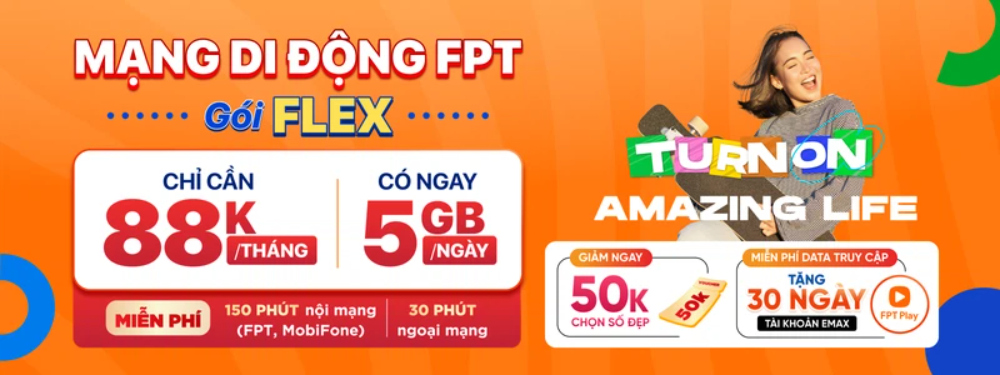 MẠNG DI ĐỘNG FPT
Gói FLEX
CHỈ CẦN
88K
/THÁNG
CÓ NGAY
5GB
/NGÀY
MIỄN PHÍ
150 PHÚT nội mạng
(FPT, MobiFone)
30 PHÚT
ngoại mạng
TURN ON
AMAZING LIFE
GIẢM NGAY
50K
CHỌN SỐ ĐẸP
50k
MIỄN PHÍ DATA TRUY CẬP
TẶNG
30 NGÀY
TÀI KHOẢN EMAX
FPT Play